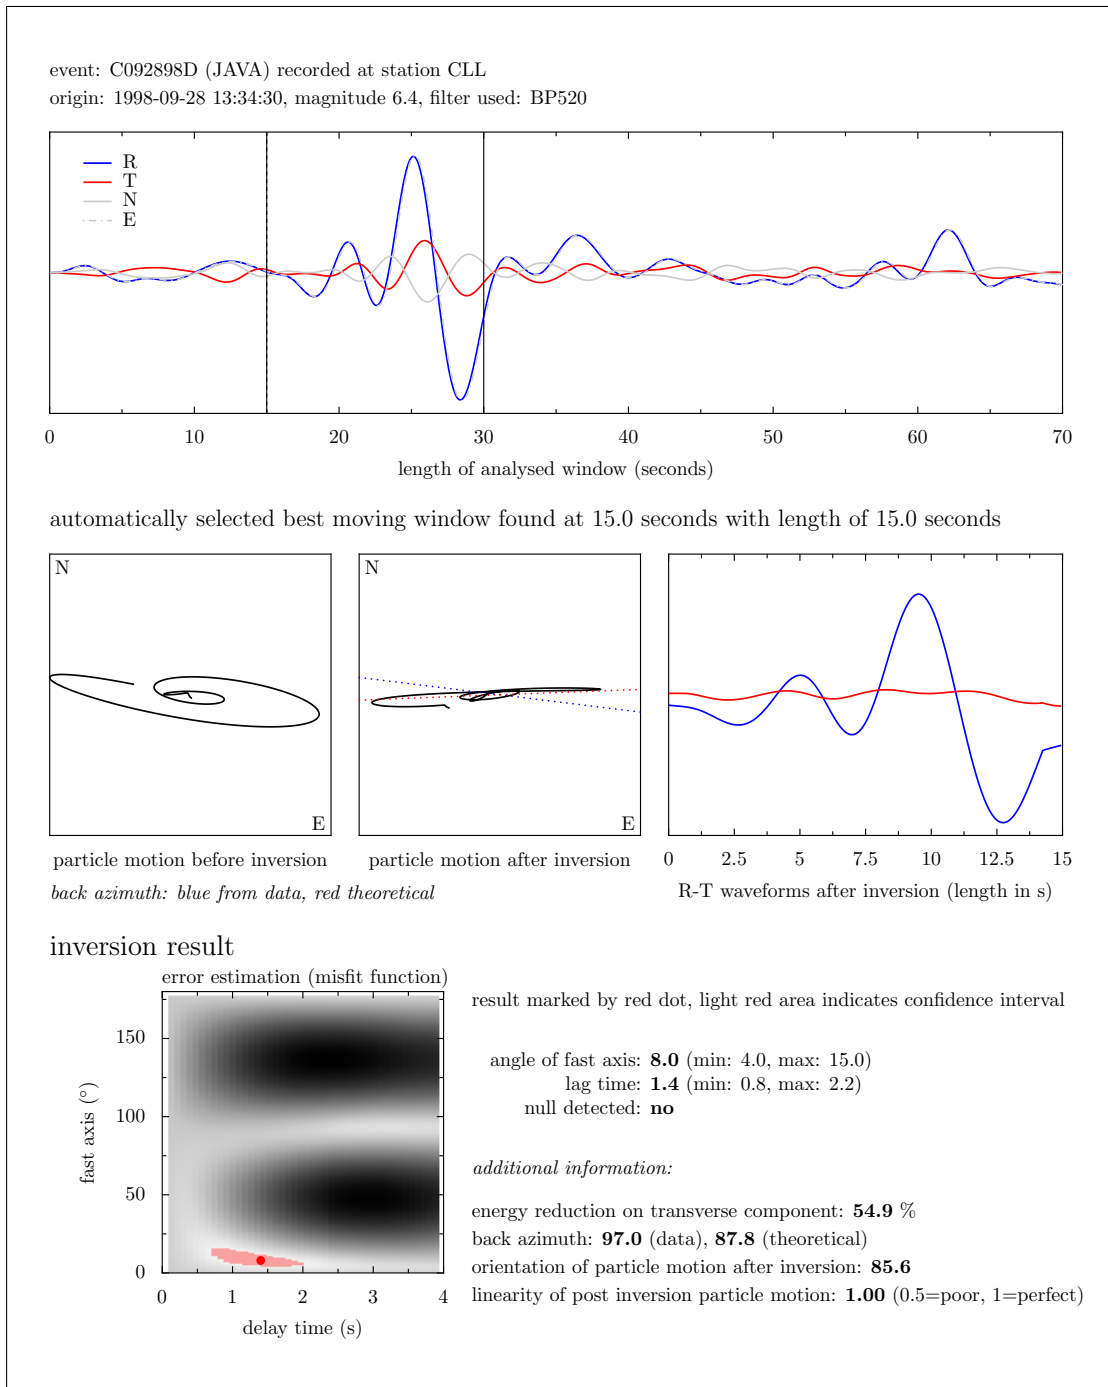 event: C092898D (JAVA) recorded at station CLL
origin: 1998-09-28 13:34:30, magnitude 6.4, filter used: BP520
R
T
N
E
0 10 20 30 40 50 60 70
length of analysed window (seconds)
automatically selected best moving window found at 15.0 seconds with length of 15.0 seconds
N
E
N
E
particle motion before inversion
particle motion after inversion
0 2.5 5 7.5 10 12.5 15
back azimuth: blue from data, red theoretical
R-T waveforms after inversion (length in s)
inversion result
error estimation (misfit function)
150
100
50
0
fast axis (°)
0 1 2 3 4
delay time (s)
result marked by red dot, light red area indicates confidence interval
angle of fast axis: 8.0 (min: 4.0, max: 15.0)
lag time: 1.4 (min: 0.8, max: 2.2)
null detected: no
additional information:
energy reduction on transverse component: 54.9 %
back azimuth: 97.0 (data), 87.8 (theoretical)
orientation of particle motion after inversion: 85.6
linearity of post inversion particle motion: 1.00 (0.5=poor, 1=perfect)